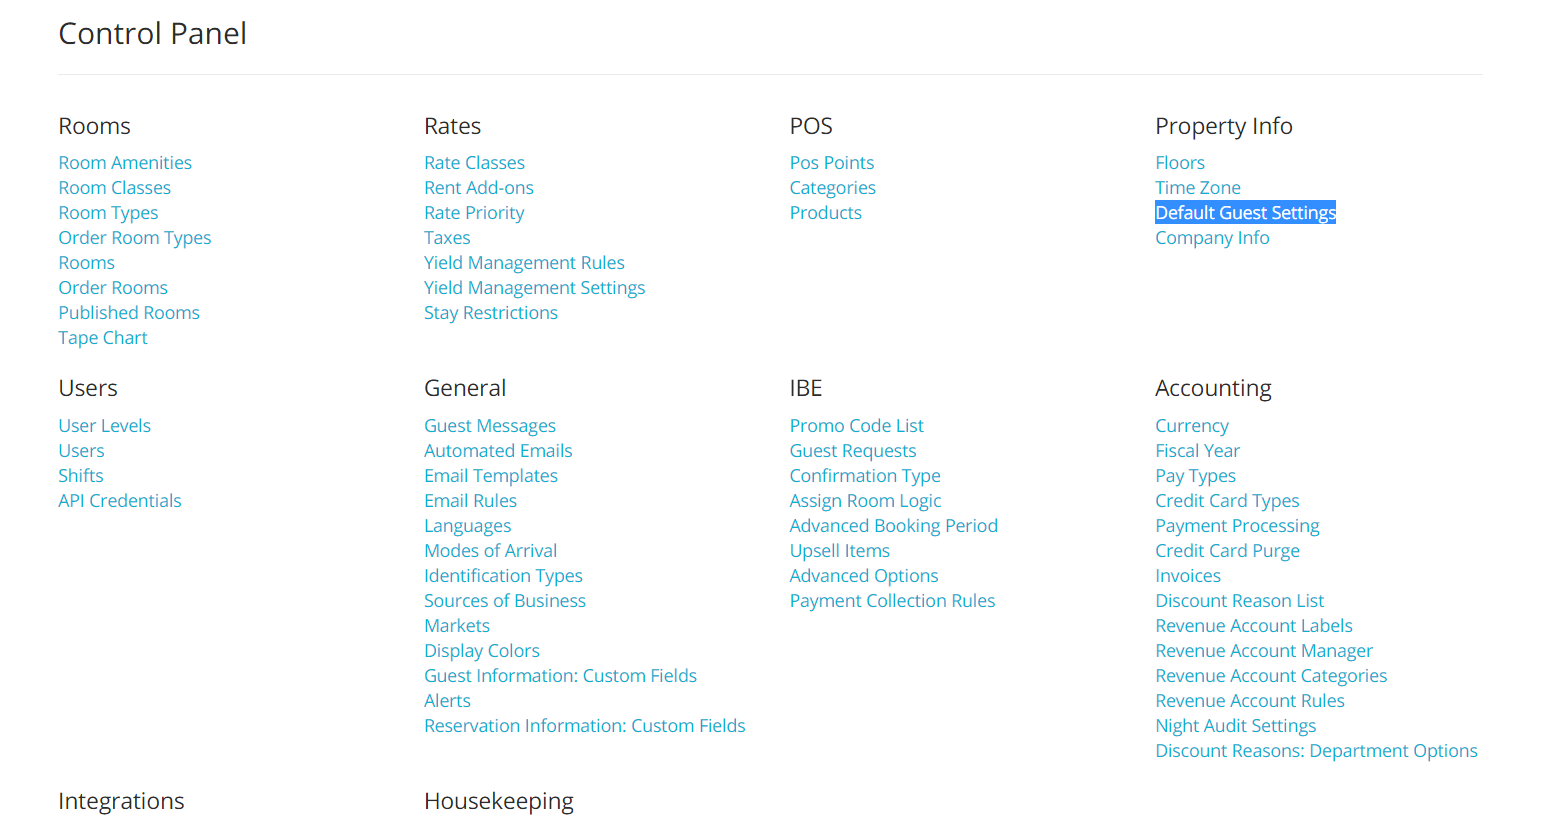 Control Panel
Rooms
Room Amenities
Room Classes
Room Types
Order Room Types
Rooms
Order Rooms
Published Rooms
Tape Chart
Rates
Rate Classes
Rent Add-ons
Rate Priority
Taxes
Yield Management Rules
Yield Management Settings
Stay Restrictions
POS
Pos Points
Categories
Products
Property Info
Floors
Time Zone
Default Guest Settings
Company Info
Users
User Levels
Users
Shifts
API Credentials
General
Guest Messages
Automated Emails
Email Templates
Email Rules
Languages
Modes of Arrival
Identification Types
Sources of Business
Markets
Display Colors
Guest Information: Custom Fields
Alerts
Reservation Information: Custom Fields
IBE
Promo Code List
Guest Requests
Confirmation Type
Assign Room Logic
Advanced Booking Period
Upsell Items
Advanced Options
Payment Collection Rules
Accounting
Currency
Fiscal Year
Pay Types
Credit Card Types
Payment Processing
Credit Card Purge
Invoices
Discount Reason List
Revenue Account Labels
Revenue Account Manager
Revenue Account Categories
Revenue Account Rules
Night Audit Settings
Discount Reasons: Department Options
Integrations
Housekeeping